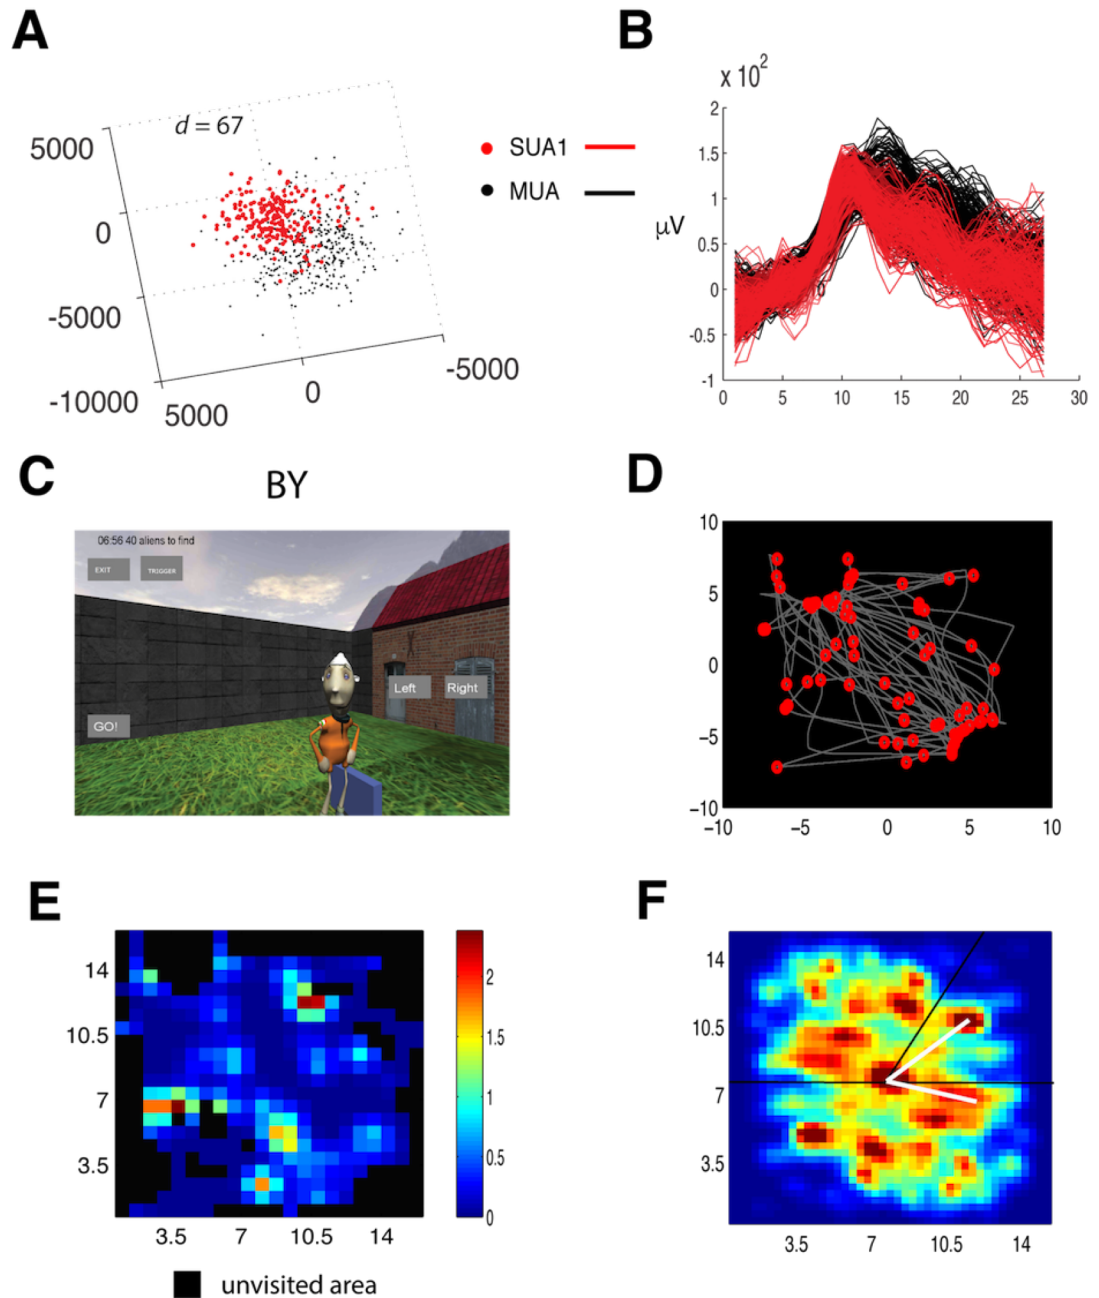 A
d = 67
5000
0
-5000
-10000
5000
0
-5000
SUA1
MUA
B
x 10²
2
1.5
1
0.5
0
-0.5
-1
μV
0
5
10
15
20
25
30
C
BY
06:56 40 aliens to find
EXIT
TRIGGER
Left
Right
GO!
D
10
5
0
−5
−10
−10
−5
0
5
10
E
14
10.5
7
3.5
3.5
7
10.5
14
2
1.5
1
0.5
0
unvisited area
F
14
10.5
7
3.5
3.5
7
10.5
14